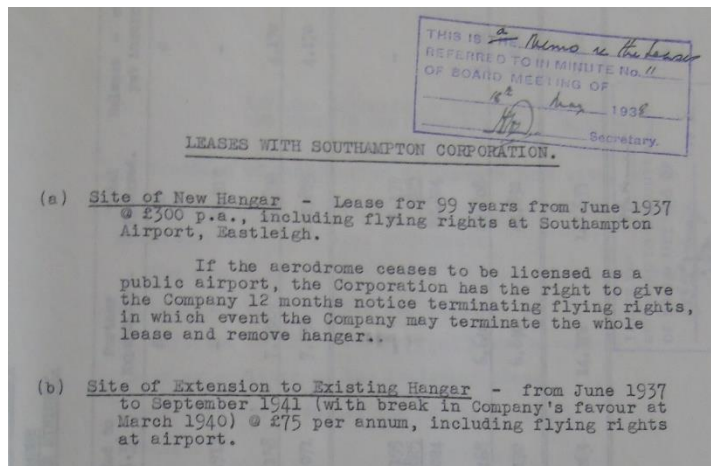 THIS IS THE a Memo re the Leases
REFERRED TO IN MINUTE No. 11
OF BOARD MEETING OF
16th May 1938
Secretary.
LEASES WITH SOUTHAMPTON CORPORATION.
(a) Site of New Hangar - Lease for 99 years from June 1937
@ £300 p.a., including flying rights at Southampton
Airport, Eastleigh.
If the aerodrome ceases to be licensed as a
public airport, the Corporation has the right to give
the Company 12 months notice terminating flying rights,
in which event the Company may terminate the whole
lease and remove hangar..
(b) Site of Extension to Existing Hangar - from June 1937
to September 1941 (with break in Company's favour at
March 1940) @ £75 per annum, including flying rights
at airport.